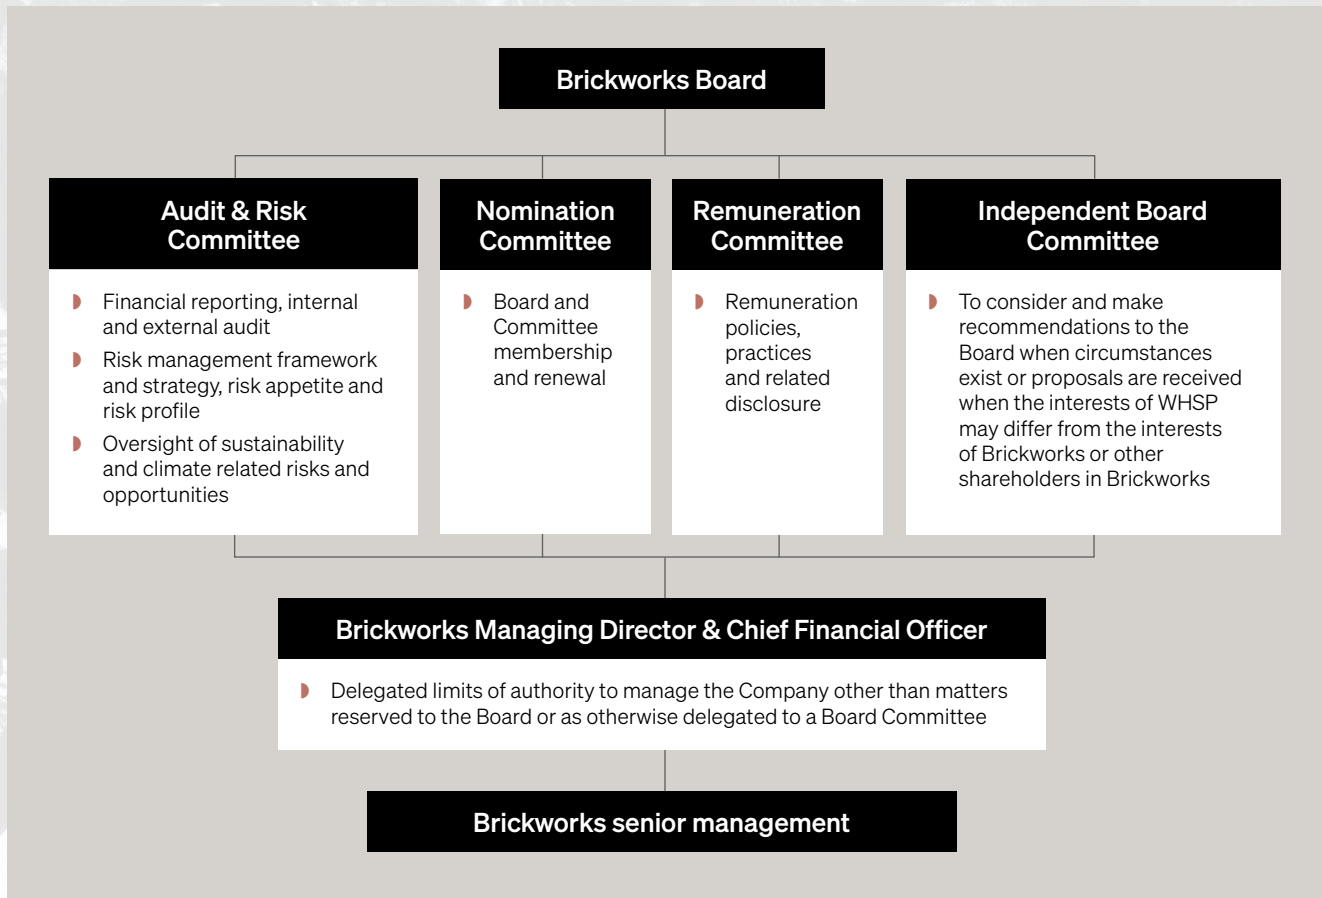 Brickworks Board
Audit & Risk
Committee
Financial reporting, internal
and external audit
Risk management framework
and strategy, risk appetite and
risk profile
Oversight of sustainability
and climate related risks and
opportunities
Nomination
Committee
Board and
Committee
membership
and renewal
Remuneration
Committee
Remuneration
policies,
practices
and related
disclosure
Independent Board
Committee
To consider and make
recommendations to the
Board when circumstances
exist or proposals are received
when the interests of WHSP
may differ from the interests
of Brickworks or other
shareholders in Brickworks
Brickworks Managing Director & Chief Financial Officer
Delegated limits of authority to manage the Company other than matters
reserved to the Board or as otherwise delegated to a Board Committee
Brickworks senior management